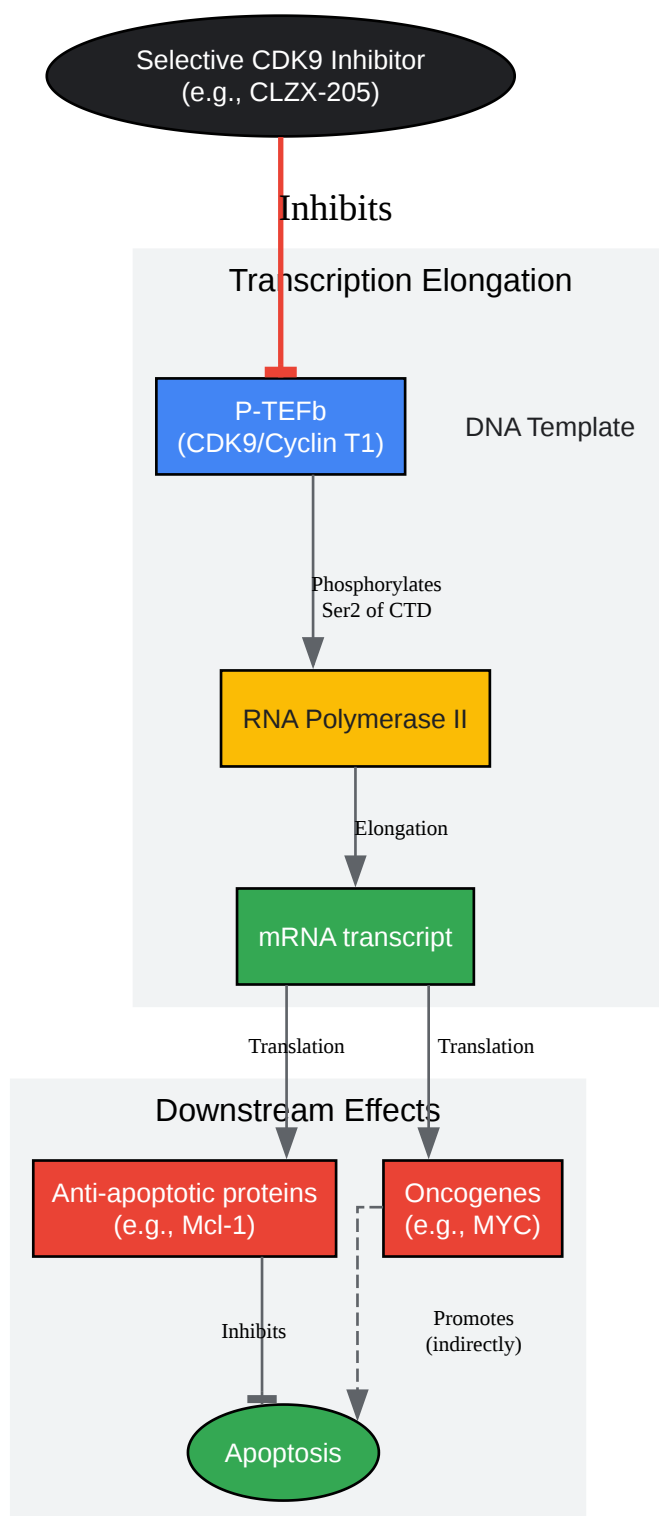 Selective CDK9 Inhibitor
(e.g., CLZX-205)
Inhibits
Transcription Elongation
P-TEFb
(CDK9/Cyclin T1)
DNA Template
Phosphorylates
Ser2 of CTD
RNA Polymerase II
Elongation
mRNA transcript
Translation
Translation
Downstream Effects
Anti-apoptotic proteins
(e.g., Mcl-1)
Oncogenes
(e.g., MYC)
Inhibits
Promotes
(indirectly)
Apoptosis